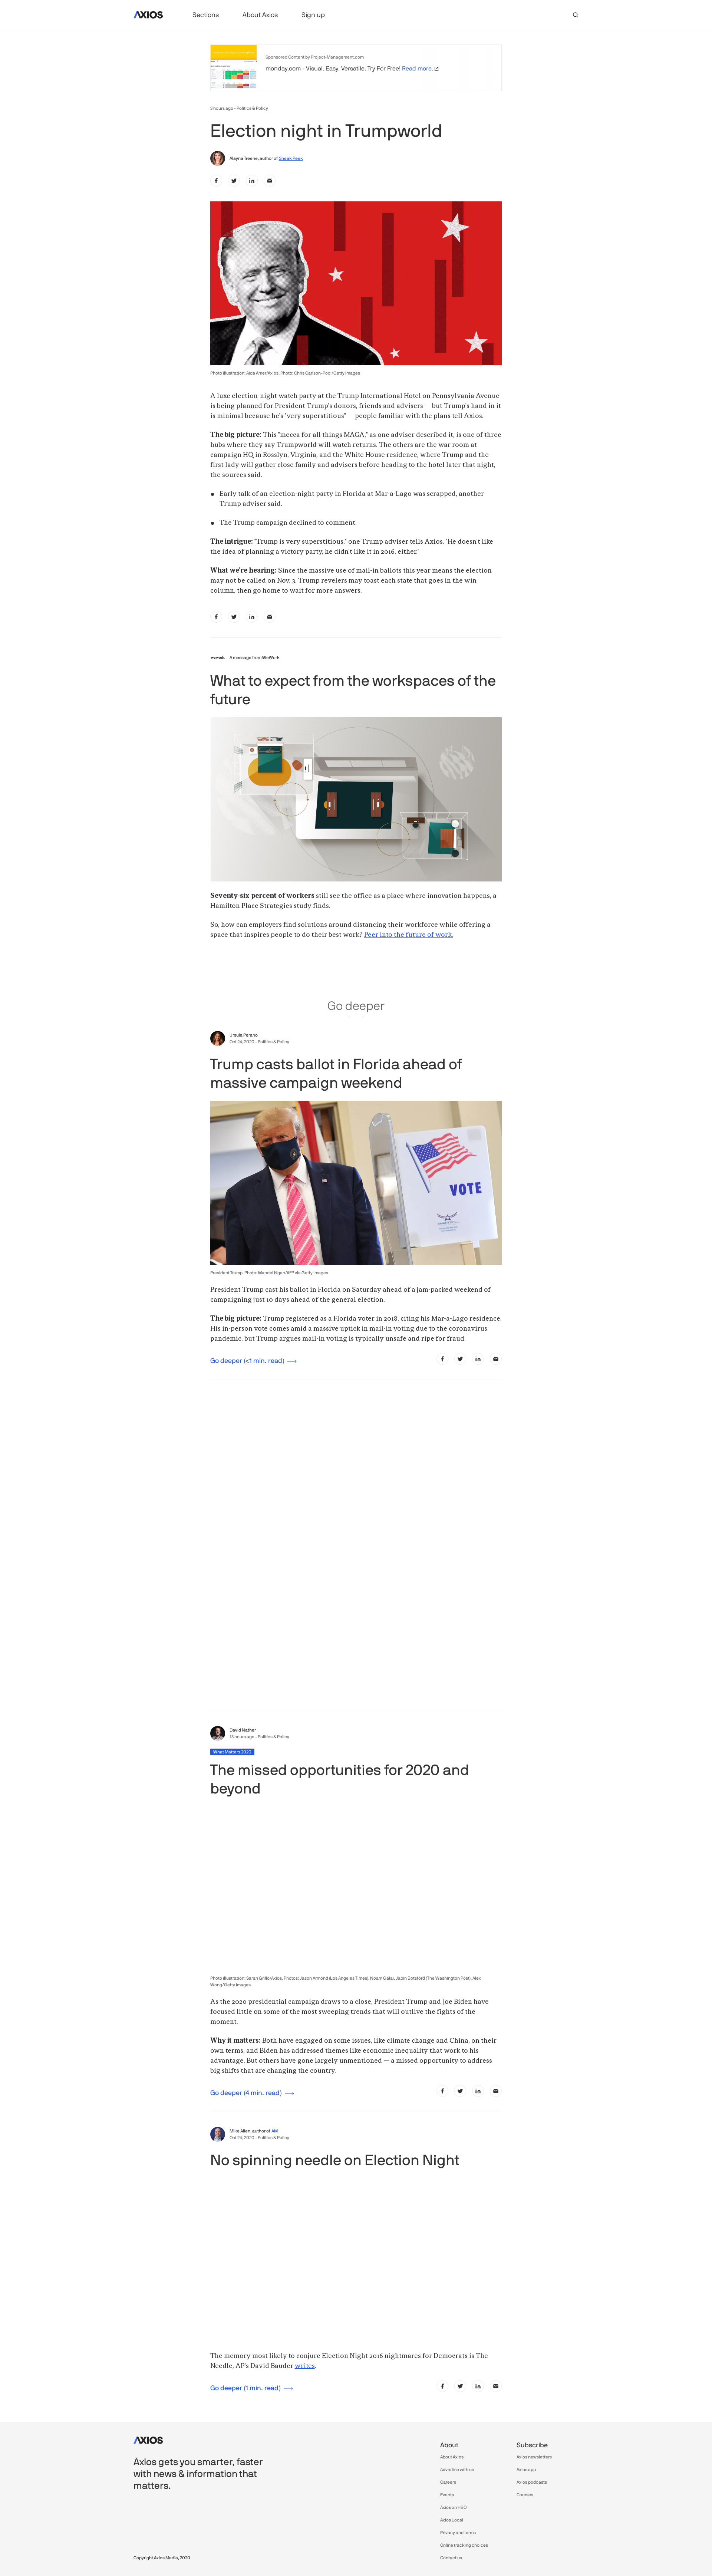 AXIOS
Sections
About Axios
Sign up
Sponsored Content by Project-Management.com
monday.com - Visual. Easy. Versatile. Try For Free! Read more.
3 hours ago - Politics & Policy
Election night in Trumpworld
Alayna Treene, author of Sneak Peek
Photo illustration: Aïda Amer/Axios. Photo: Chris Carlson-Pool/Getty Images
A luxe election-night watch party at the Trump International Hotel on Pennsylvania Avenue
is being planned for President Trump's donors, friends and advisers — but Trump's hand in it
is minimal because he's "very superstitious" — people familiar with the plans tell Axios.
The big picture: This "mecca for all things MAGA," as one adviser described it, is one of three
hubs where they say Trumpworld will watch returns. The others are the war room at
campaign HQ in Rosslyn, Virginia, and the White House residence, where Trump and the
first lady will gather close family and advisers before heading to the hotel later that night,
the sources said.
Early talk of an election-night party in Florida at Mar-a-Lago was scrapped, another
Trump adviser said.
The Trump campaign declined to comment.
The intrigue: "Trump is very superstitious," one Trump adviser tells Axios. "He doesn't like
the idea of planning a victory party, he didn't like it in 2016, either."
What we're hearing: Since the massive use of mail-in ballots this year means the election
may not be called on Nov. 3, Trump revelers may toast each state that goes in the win
column, then go home to wait for more answers.
wework
A message from WeWork
What to expect from the workspaces of the
future
Seventy-six percent of workers still see the office as a place where innovation happens, a
Hamilton Place Strategies study finds.
So, how can employers find solutions around distancing their workforce while offering a
space that inspires people to do their best work? Peer into the future of work.
Go deeper
Ursula Perano
Oct 24, 2020 - Politics & Policy
Trump casts ballot in Florida ahead of
massive campaign weekend
VOTE
President Trump. Photo: Mandel Ngan/AFP via Getty Images
President Trump cast his ballot in Florida on Saturday ahead of a jam-packed weekend of
campaigning just 10 days ahead of the general election.
The big picture: Trump registered as a Florida voter in 2018, citing his Mar-a-Lago residence.
His in-person vote comes amid a massive uptick in mail-in voting due to the coronavirus
pandemic, but Trump argues mail-in voting is typically unsafe and ripe for fraud.
Go deeper (<1 min. read)
David Nather
13 hours ago - Politics & Policy
What Matters 2020
The missed opportunities for 2020 and
beyond
Photo illustration: Sarah Grillo/Axios. Photos: Jason Armond (Los Angeles Times), Noam Galai, Jabin Botsford (The Washington Post), Alex
Wong/Getty Images
As the 2020 presidential campaign draws to a close, President Trump and Joe Biden have
focused little on some of the most sweeping trends that will outlive the fights of the
moment.
Why it matters: Both have engaged on some issues, like climate change and China, on their
own terms, and Biden has addressed themes like economic inequality that work to his
advantage. But others have gone largely unmentioned — a missed opportunity to address
big shifts that are changing the country.
Go deeper (4 min. read)
Mike Allen, author of AM
Oct 24, 2020 - Politics & Policy
No spinning needle on Election Night
The memory most likely to conjure Election Night 2016 nightmares for Democrats is The
Needle, AP's David Bauder writes.
Go deeper (1 min. read)
AXIOS
Axios gets you smarter, faster
with news & information that
matters.
About
About Axios
Advertise with us
Careers
Events
Axios on HBO
Axios Local
Privacy and terms
Online tracking choices
Contact us
Subscribe
Axios newsletters
Axios app
Axios podcasts
Courses
Copyright Axios Media, 2020